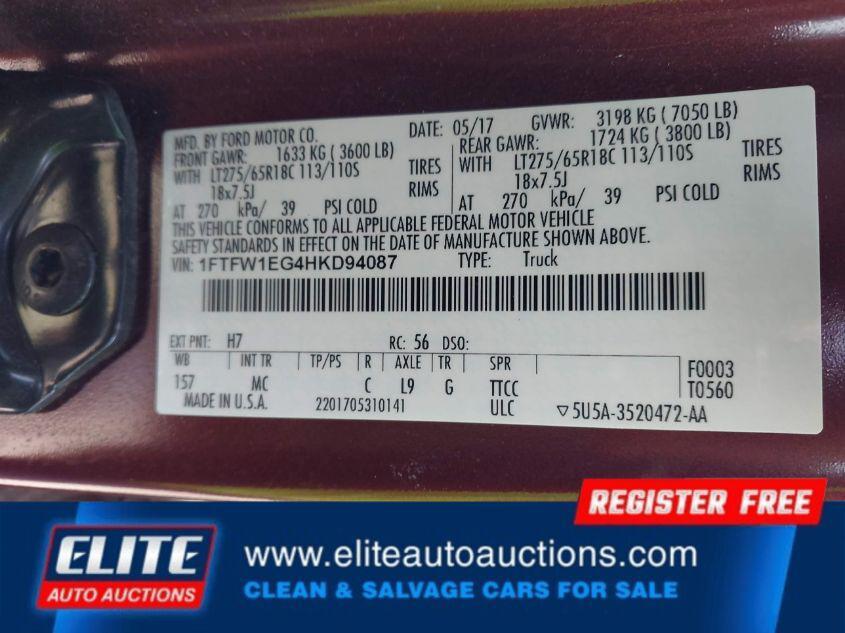 MFD. BY FORD MOTOR CO. DATE: 05/17 GVWR: 3198 KG ( 7050 LB)
FRONT GAWR: 1633 KG ( 3600 LB) REAR GAWR: 1724 KG ( 3800 LB)
WITH LT275/65R18C 113/110S TIRES WITH LT275/65R18C 113/110S TIRES
18x7.5J RIMS 18x7.5J RIMS
AT 270 kPa/ 39 PSI COLD AT 270 kPa/ 39 PSI COLD
THIS VEHICLE CONFORMS TO ALL APPLICABLE FEDERAL MOTOR VEHICLE
SAFETY STANDARDS IN EFFECT ON THE DATE OF MANUFACTURE SHOWN ABOVE.
VIN: 1FTFW1EG4HKD94087 TYPE: Truck
EXT PNT: H7 RC: 56 DSO:
WB INT TR TP/PS R AXLE TR SPR F0003
157 MC C L9 G TTCC T0560
MADE IN U.S.A. 2201705310141 ULC ▽5U5A-3520472-AA
REGISTER FREE
ELITE
AUTO AUCTIONS
www.eliteautoauctions.com
CLEAN & SALVAGE CARS FOR SALE